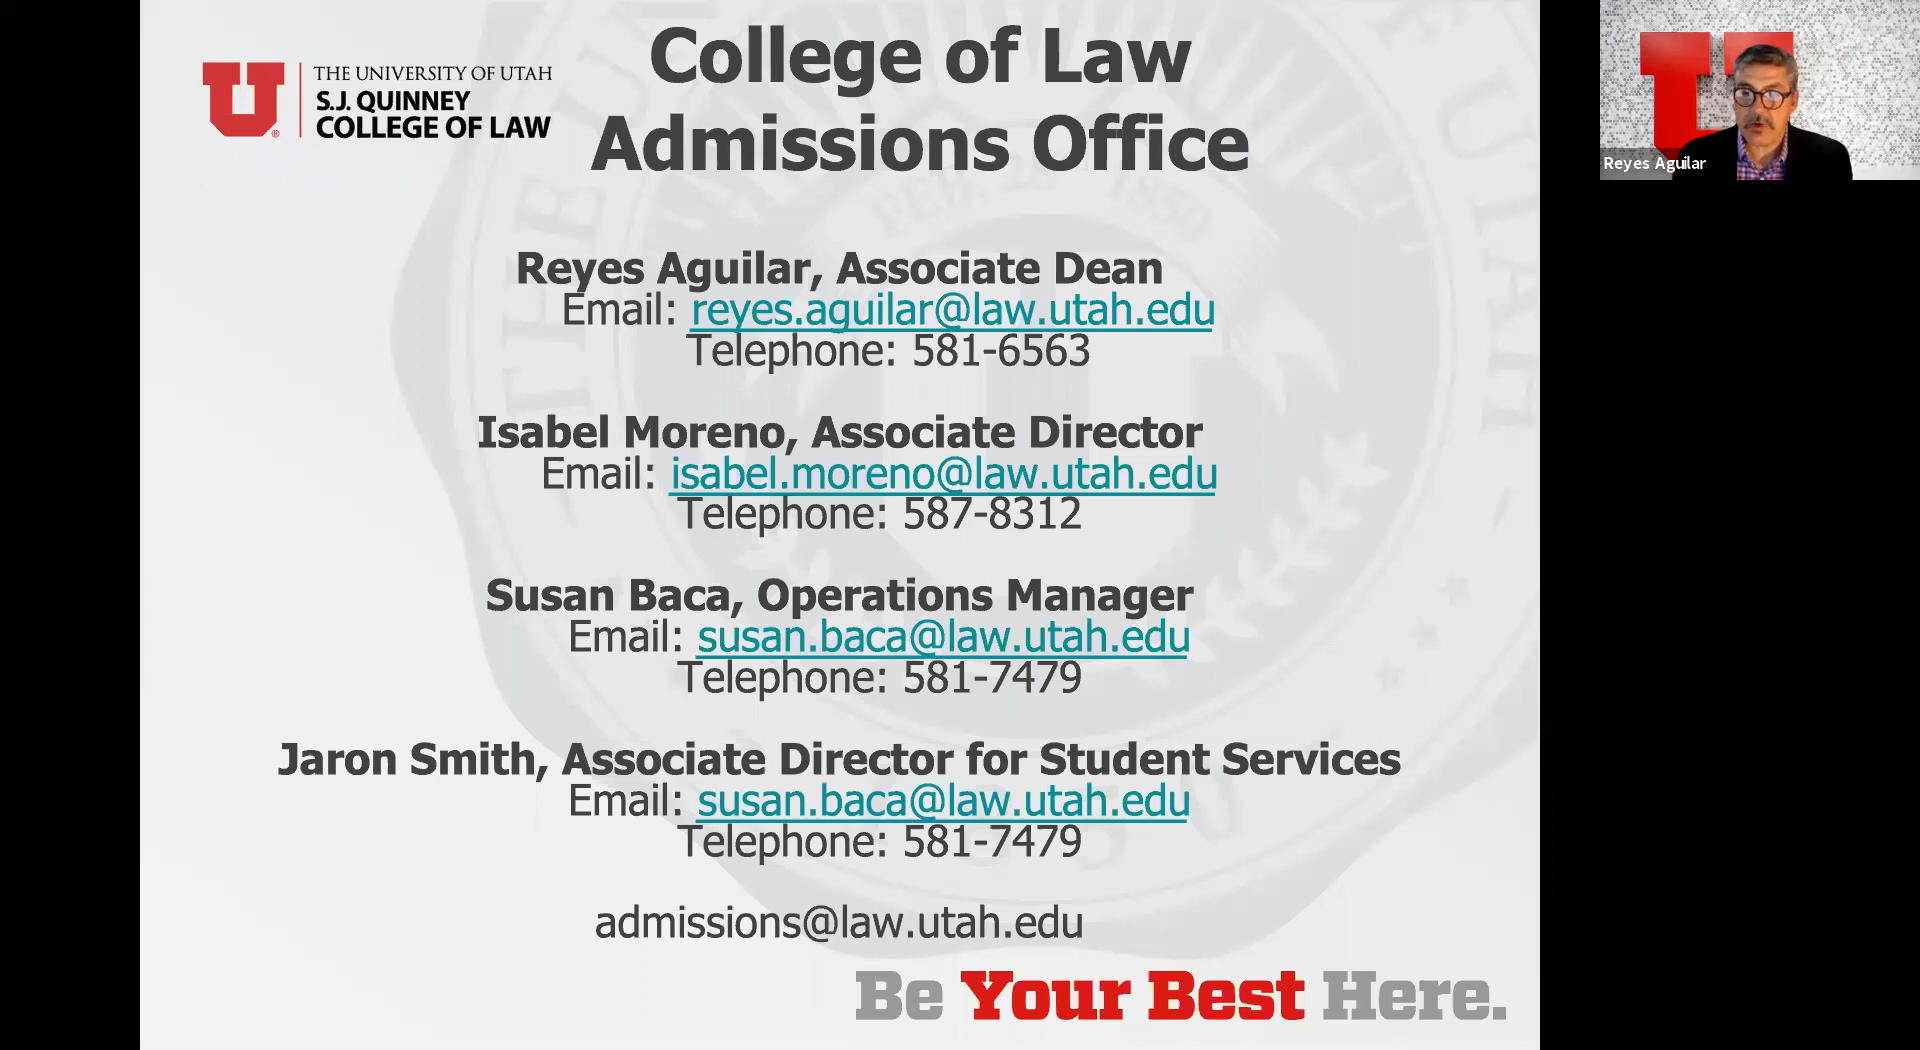 THE UNIVERSITY OF UTAH
S.J. QUINNEY
COLLEGE OF LAW
College of Law
Admissions Office
Reyes Aguilar, Associate Dean
Email: reyes.aguilar@law.utah.edu
Telephone: 581-6563
Isabel Moreno, Associate Director
Email: isabel.moreno@law.utah.edu
Telephone: 587-8312
Susan Baca, Operations Manager
Email: susan.baca@law.utah.edu
Telephone: 581-7479
Jaron Smith, Associate Director for Student Services
Email: susan.baca@law.utah.edu
Telephone: 581-7479
admissions@law.utah.edu
Be Your Best Here.
Reyes Aguilar